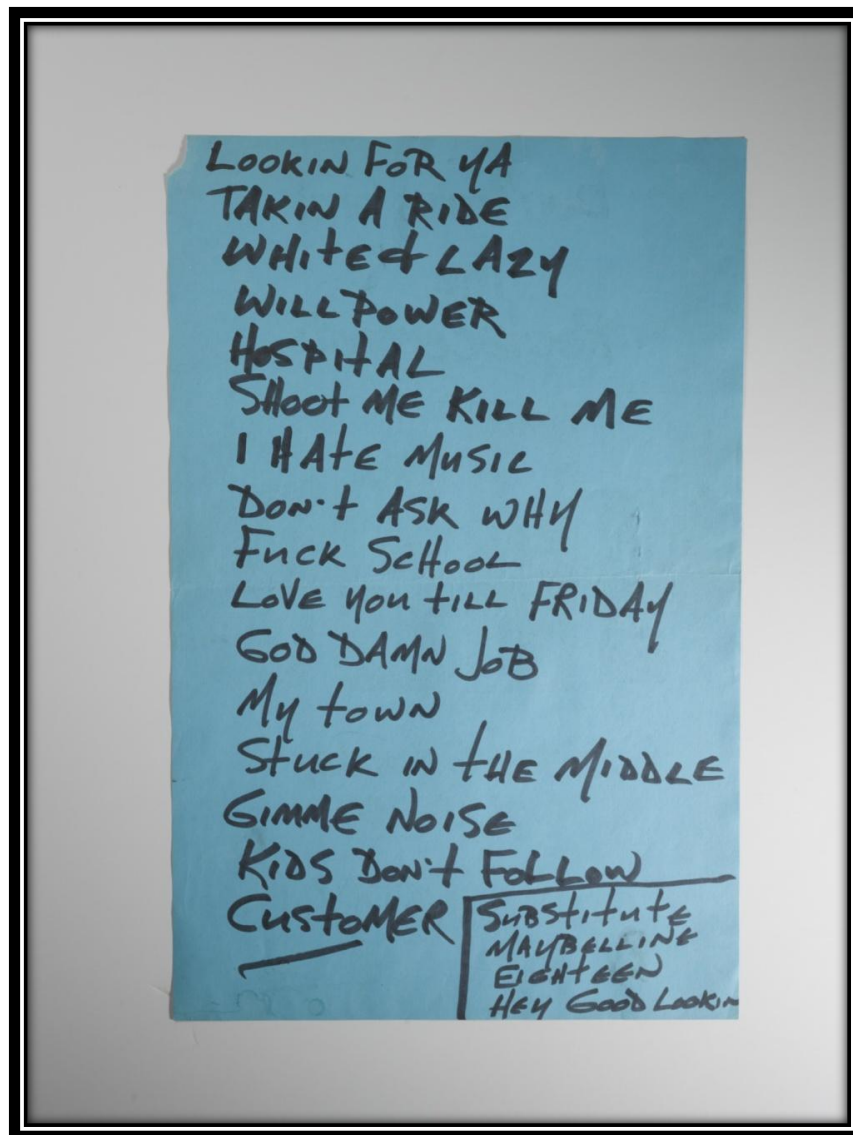 LOOKIN FOR YA
TAKIN A RIDE
WHITE & LAZY
WILLPOWER
HOSPITAL
SHOOT ME KILL ME
I HATE MUSIC
DON'T ASK WHY
FUCK SCHOOL
LOVE YOU TILL FRIDAY
GOD DAMN JOB
MY TOWN
STUCK IN THE MIDDLE
GIMME NOISE
KIDS DON'T FOLLOW
CUSTOMER
SUBSTITUTE
MAYBELLINE
EIGHTEEN
HEY GOOD LOOKIN